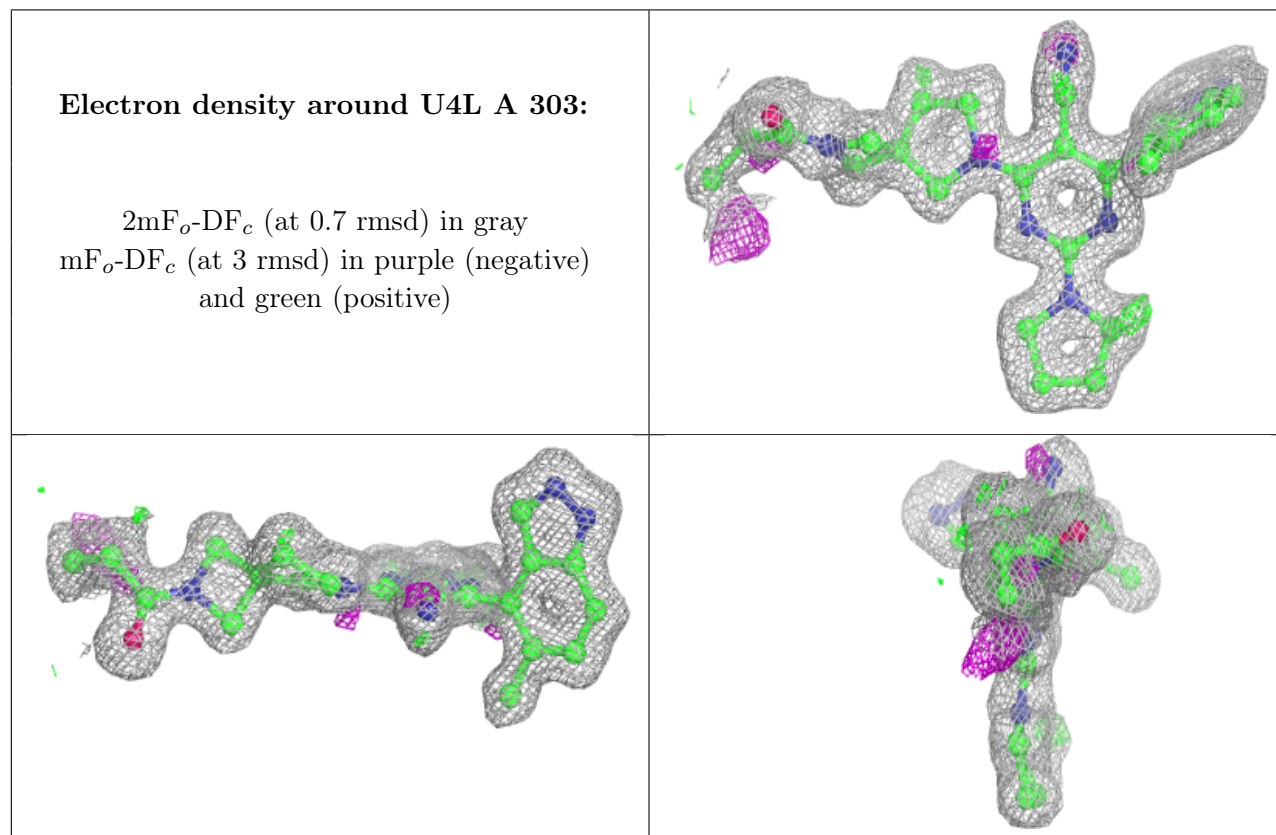 Electron density around U4L A 303:
2mFₒ-DF𝑐 (at 0.7 rmsd) in gray
mFₒ-DF𝑐 (at 3 rmsd) in purple (negative)
and green (positive)